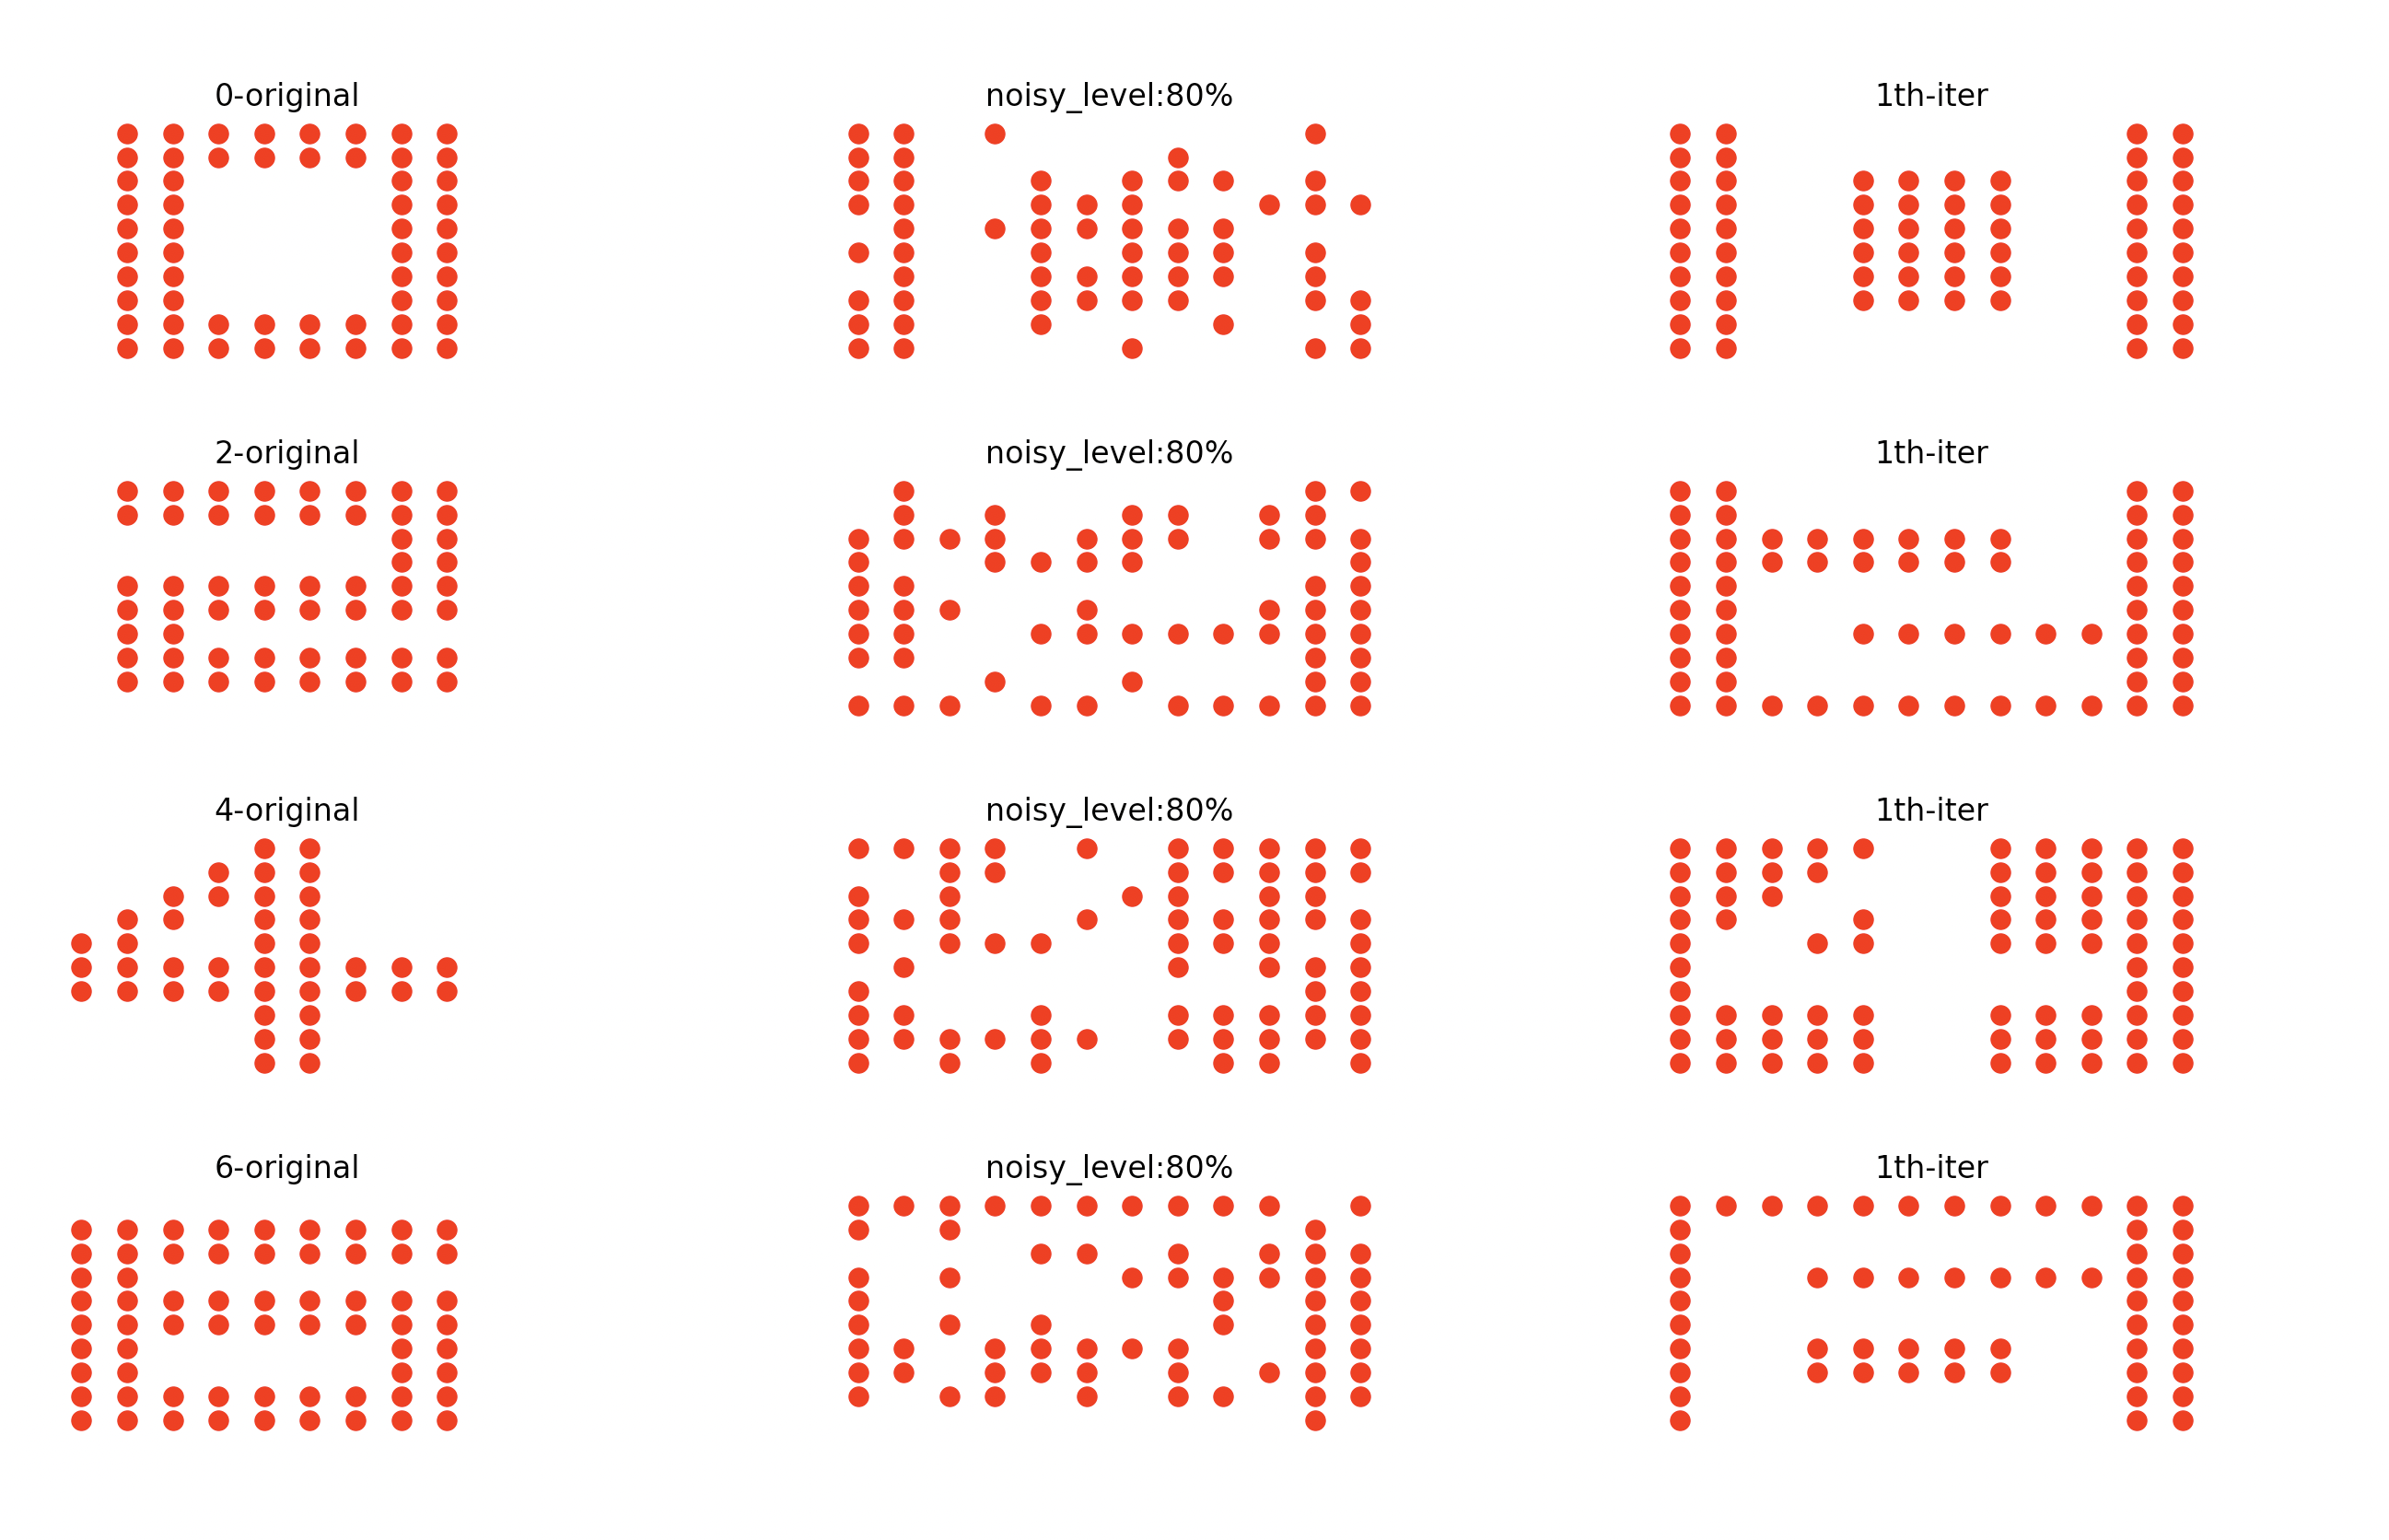 0-original noisy_level:80% 1th-iter
2-original noisy_level:80% 1th-iter
4-original noisy_level:80% 1th-iter
6-original noisy_level:80% 1th-iter